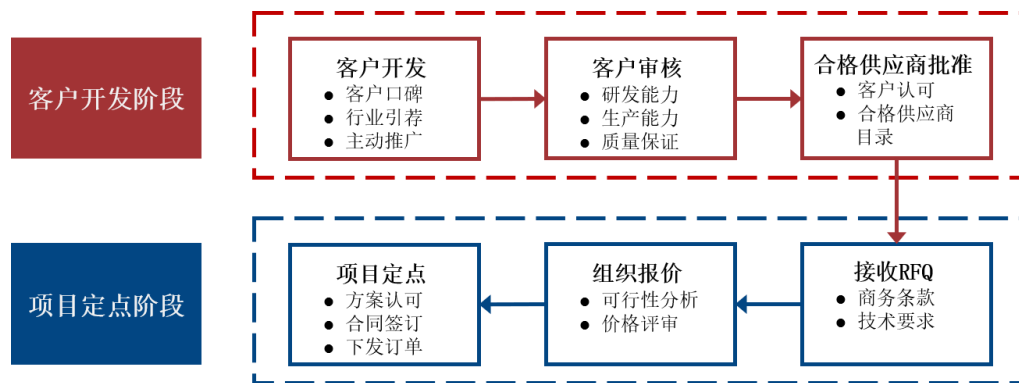 客户开发阶段
客户开发
● 客户口碑
● 行业引荐
● 主动推广
客户审核
● 研发能力
● 生产能力
● 质量保证
合格供应商批准
● 客户认可
● 合格供应商
目录
项目定点阶段
项目定点
● 方案认可
● 合同签订
● 下发订单
组织报价
● 可行性分析
● 价格评审
接收RFQ
● 商务条款
● 技术要求